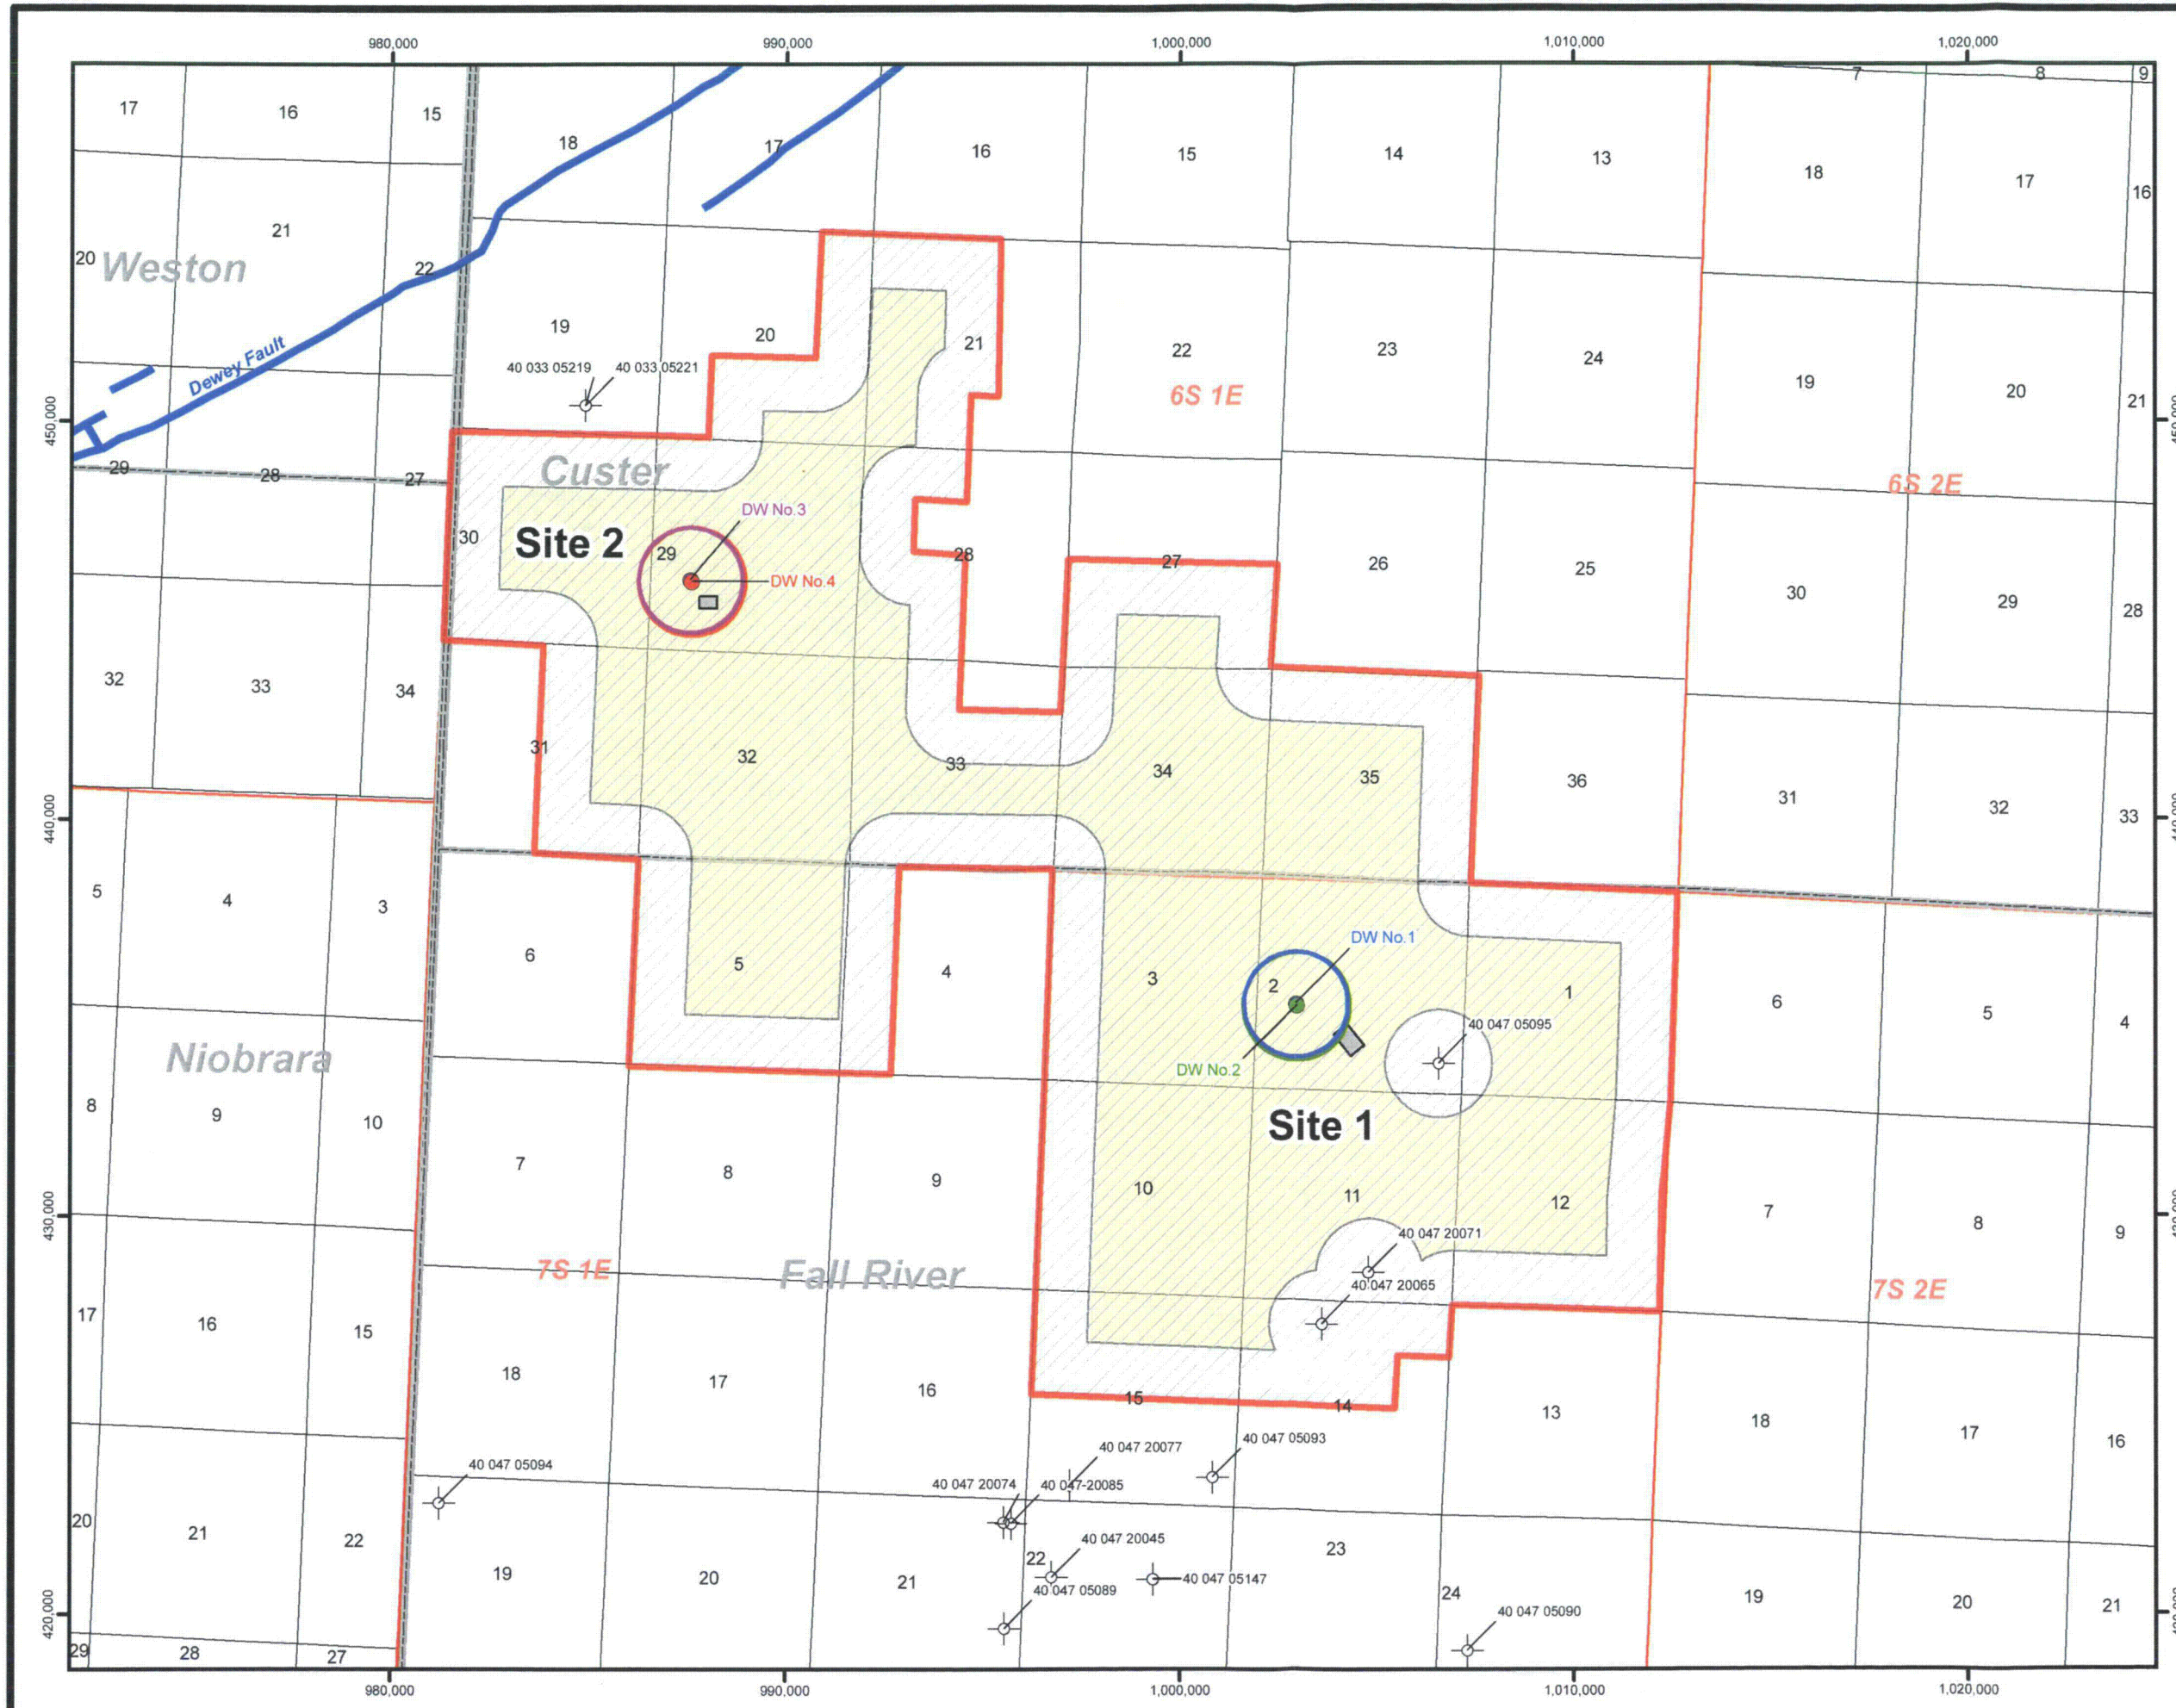 980,000 990,000 1,000,000 1,010,000 1,020,000
7 8 9
17 16 15 18 17 16 15 14 13 18 17 16
20 21 22
Weston
19 20 21 22 23 24 19 20 21
40 033 05219 40 033 05221
Dewey Fault
6S 1E
450,000
6S 2E
29 28 27
Custer
30 Site 2 29 28 27 26 25 30 29 28
DW No.3
DW No.4
32 33 34 31 32 33 34 35 36 31 32 33
440,000
5 4 3 6 5 4 3 2 1 6 5 4
DW No.1
DW No.2
40 047 05095
Niobrara
Site 1
8 9 10 7 8 9 10 11 12 7 8 9
430,000
40 047 20071
40 047 20065
7S 1E
Fall River
7S 2E
17 16 15 18 17 16 15 14 13 18 17 16
40 047 05094
40 047 20077
40 047 05093
40 047 20074 40 047-20085
20 21 22 19 20 21 22 23 24 19 20 21
40 047 20045
40 047 05147
40 047 05089
40 047 05090
420,000
29 28 27
980,000 990,000 1,000,000 1,010,000 1,020,000